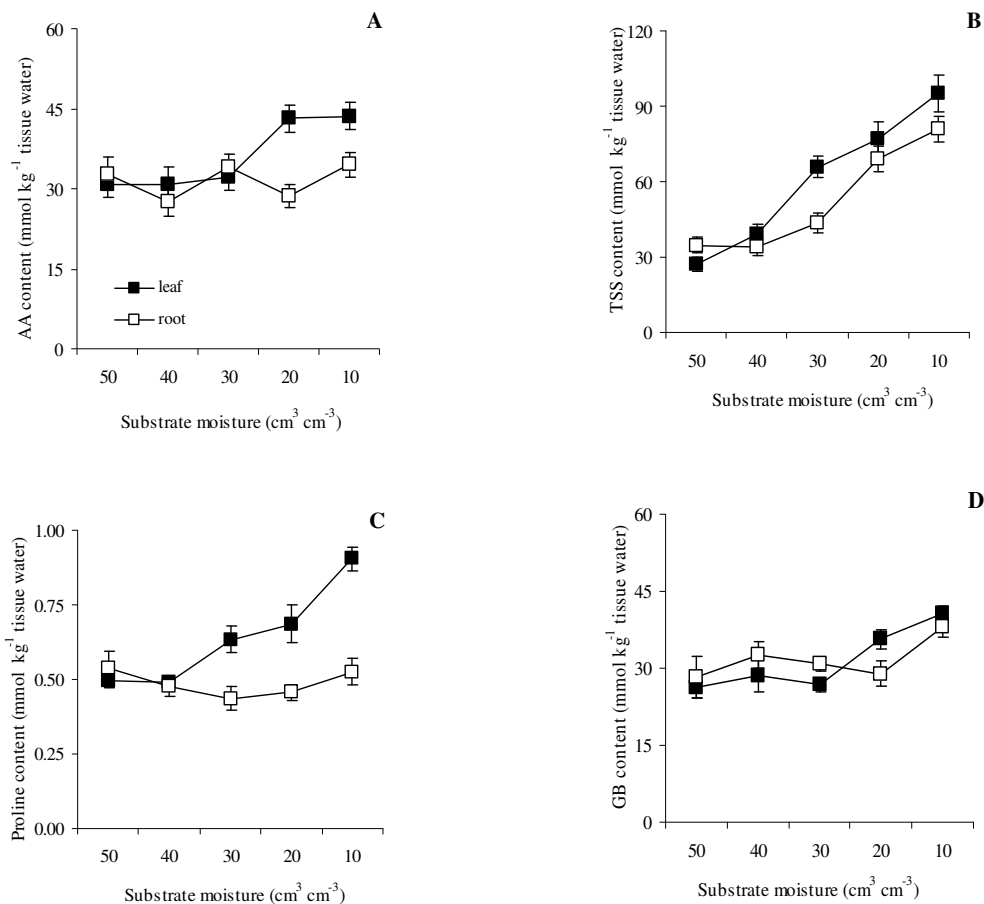 A
60
45
30
15
0
AA content (mmol kg⁻¹ tissue water)
leaf
root
50 40 30 20 10
Substrate moisture (cm³ cm⁻³)
B
120
90
60
30
0
TSS content (mmol kg⁻¹ tissue water)
50 40 30 20 10
Substrate moisture (cm³ cm⁻³)
C
1.00
0.75
0.50
0.25
0.00
Proline content (mmol kg⁻¹ tissue water)
50 40 30 20 10
Substrate moisture (cm³ cm⁻³)
D
60
45
30
15
0
GB content (mmol kg⁻¹ tissue water)
50 40 30 20 10
Substrate moisture (cm³ cm⁻³)